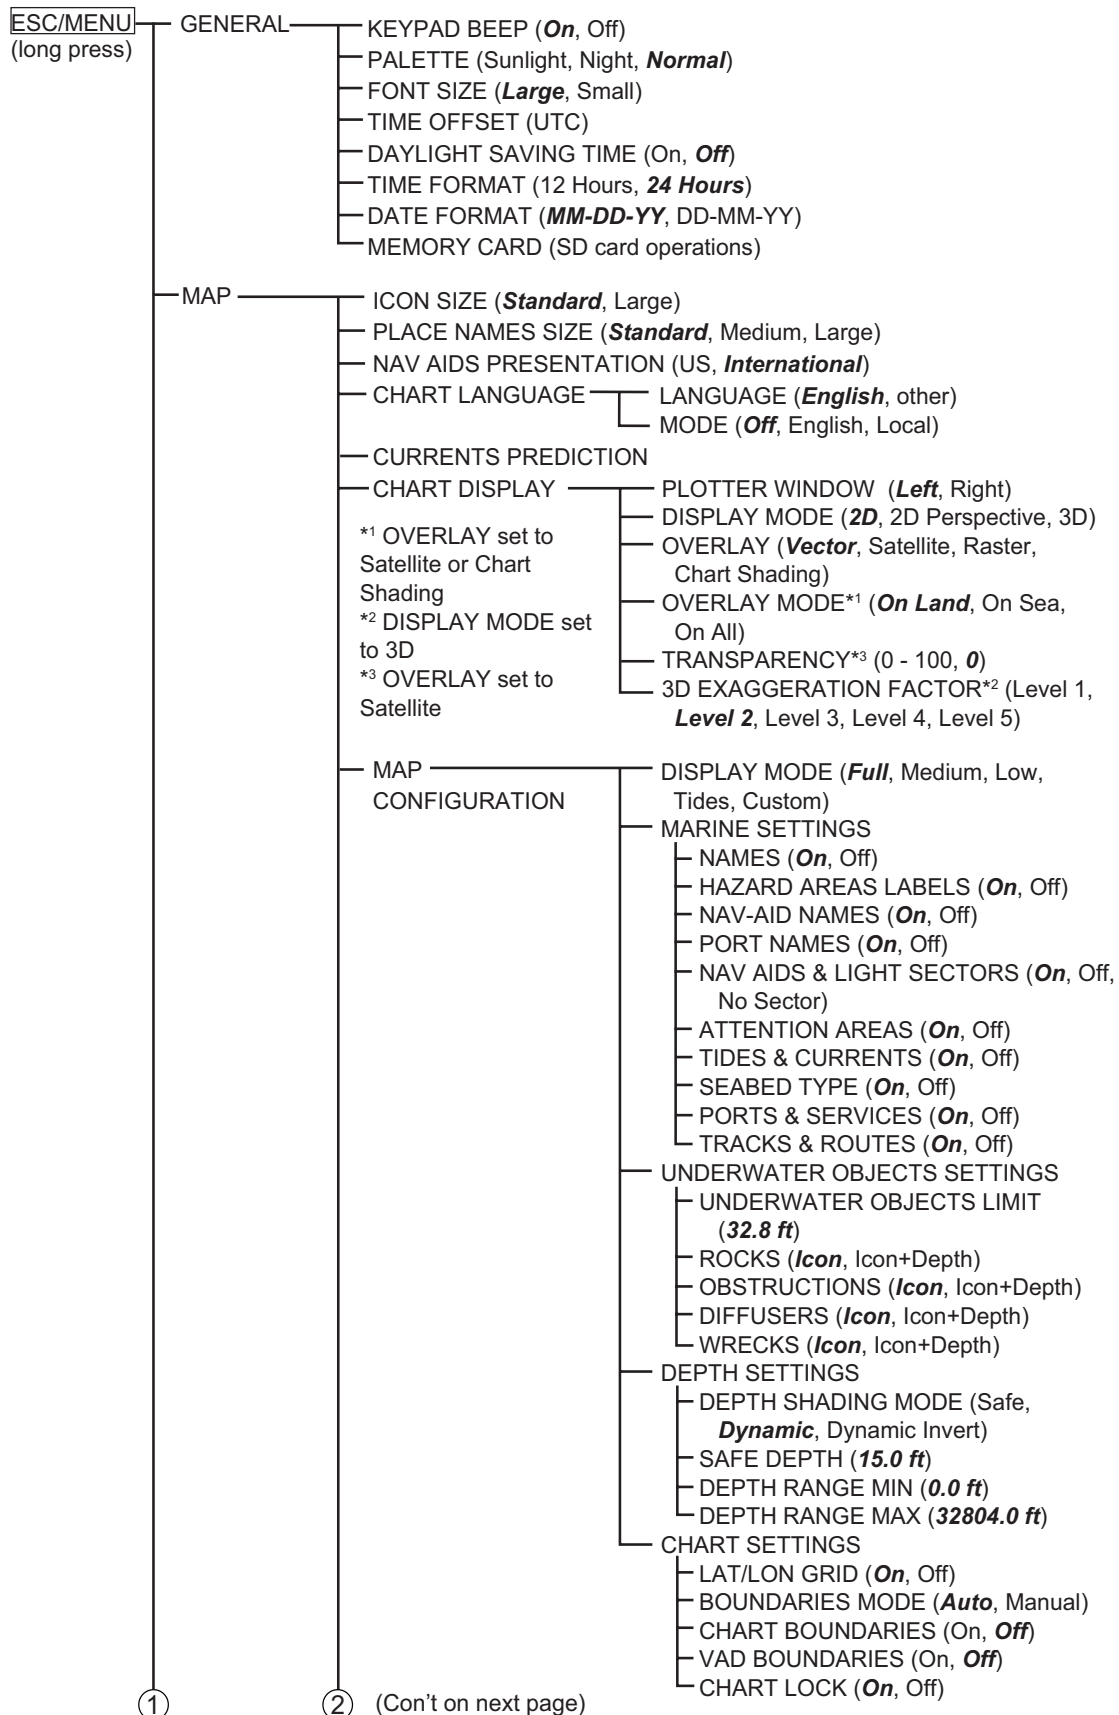 ESC/MENU
(long press)
GENERAL
KEYPAD BEEP (On, Off)
PALETTE (Sunlight, Night, Normal)
FONT SIZE (Large, Small)
TIME OFFSET (UTC)
DAYLIGHT SAVING TIME (On, Off)
TIME FORMAT (12 Hours, 24 Hours)
DATE FORMAT (MM-DD-YY, DD-MM-YY)
MEMORY CARD (SD card operations)
MAP
ICON SIZE (Standard, Large)
PLACE NAMES SIZE (Standard, Medium, Large)
NAV AIDS PRESENTATION (US, International)
CHART LANGUAGE
LANGUAGE (English, other)
MODE (Off, English, Local)
CURRENTS PREDICTION
CHART DISPLAY
*1 OVERLAY set to
Satellite or Chart
Shading
*2 DISPLAY MODE set
to 3D
*3 OVERLAY set to
Satellite
PLOTTER WINDOW (Left, Right)
DISPLAY MODE (2D, 2D Perspective, 3D)
OVERLAY (Vector, Satellite, Raster,
Chart Shading)
OVERLAY MODE*1 (On Land, On Sea,
On All)
TRANSPARENCY*3 (0 - 100, 0)
3D EXAGGERATION FACTOR*2 (Level 1,
Level 2, Level 3, Level 4, Level 5)
MAP
CONFIGURATION
DISPLAY MODE (Full, Medium, Low,
Tides, Custom)
MARINE SETTINGS
NAMES (On, Off)
HAZARD AREAS LABELS (On, Off)
NAV-AID NAMES (On, Off)
PORT NAMES (On, Off)
NAV AIDS & LIGHT SECTORS (On, Off,
No Sector)
ATTENTION AREAS (On, Off)
TIDES & CURRENTS (On, Off)
SEABED TYPE (On, Off)
PORTS & SERVICES (On, Off)
TRACKS & ROUTES (On, Off)
UNDERWATER OBJECTS SETTINGS
UNDERWATER OBJECTS LIMIT
(32.8 ft)
ROCKS (Icon, Icon+Depth)
OBSTRUCTIONS (Icon, Icon+Depth)
DIFFUSERS (Icon, Icon+Depth)
WRECKS (Icon, Icon+Depth)
DEPTH SETTINGS
DEPTH SHADING MODE (Safe,
Dynamic, Dynamic Invert)
SAFE DEPTH (15.0 ft)
DEPTH RANGE MIN (0.0 ft)
DEPTH RANGE MAX (32804.0 ft)
CHART SETTINGS
LAT/LON GRID (On, Off)
BOUNDARIES MODE (Auto, Manual)
CHART BOUNDARIES (On, Off)
VAD BOUNDARIES (On, Off)
CHART LOCK (On, Off)
1
2
(Con't on next page)